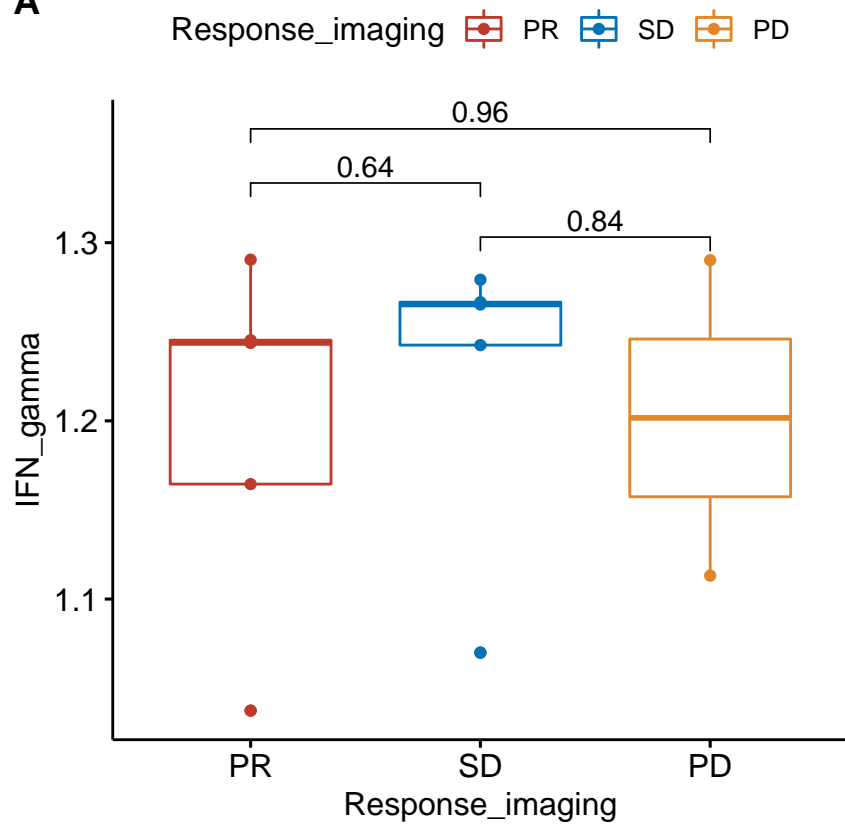 A
Response_imaging PR SD PD
0.96
0.64
0.84
1.3
1.2
1.1
IFN_gamma
PR SD PD
Response_imaging